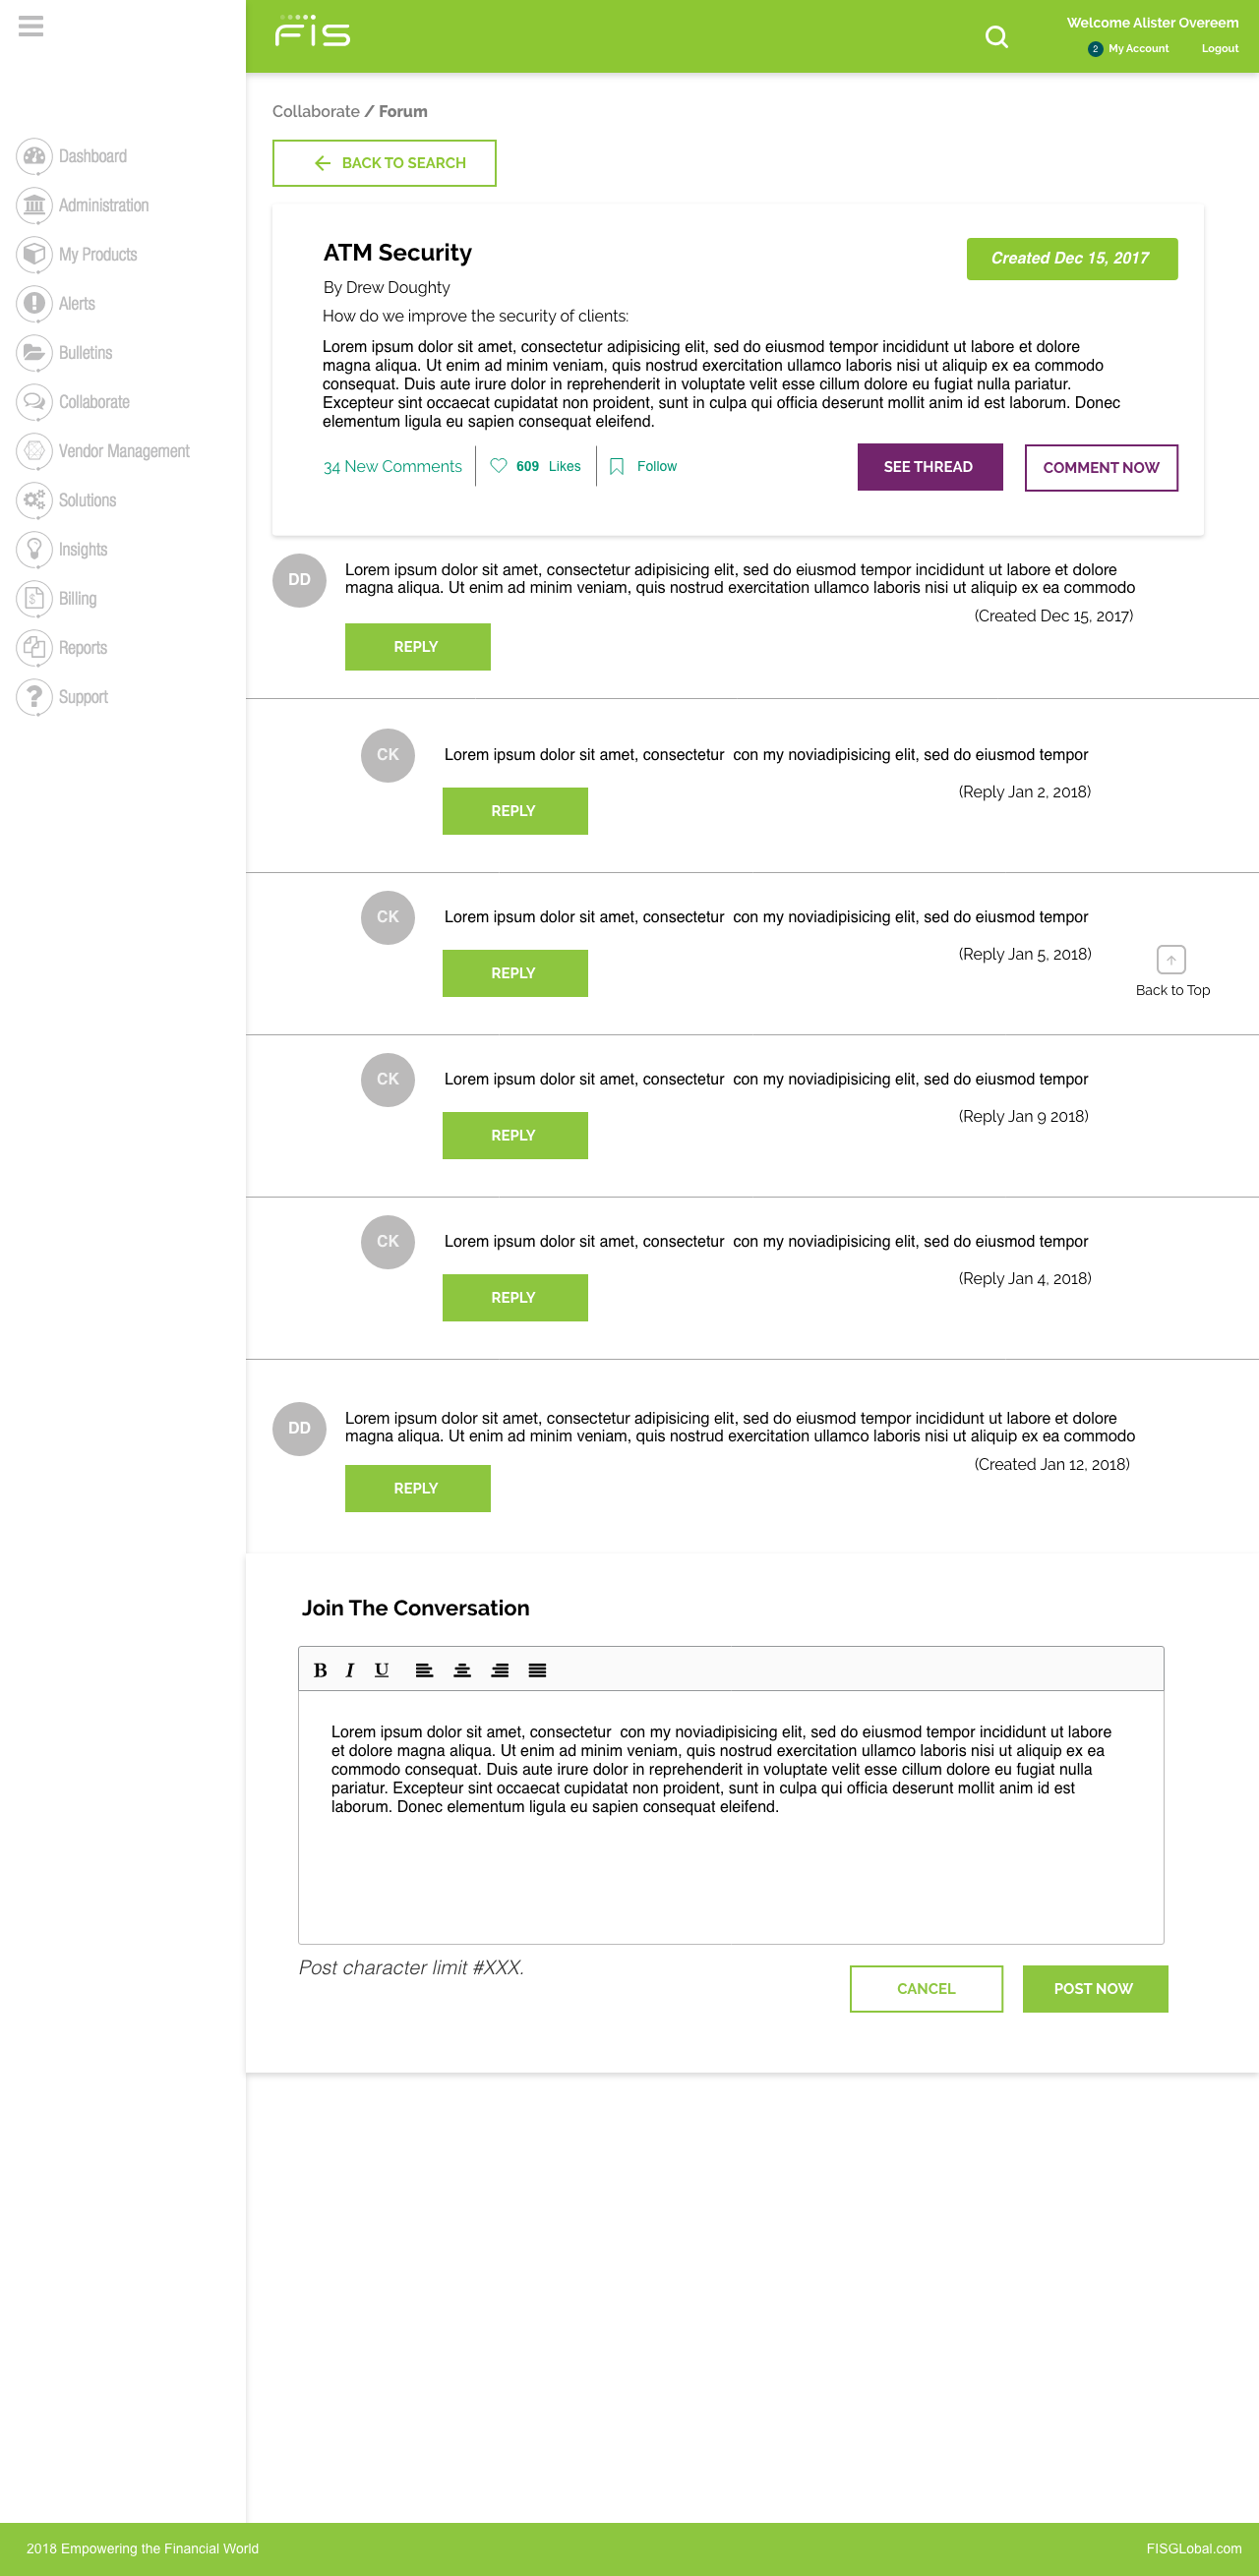 FIS
Welcome Alister Overeem
2 My Account Logout
Dashboard
Administration
My Products
Alerts
Bulletins
Collaborate
Vendor Management
Solutions
Insights
$
Billing
Reports
Support
Collaborate / Forum
BACK TO SEARCH
ATM Security
Created Dec 15, 2017
By Drew Doughty
How do we improve the security of clients:
Lorem ipsum dolor sit amet, consectetur adipisicing elit, sed do eiusmod tempor incididunt ut labore et dolore
magna aliqua. Ut enim ad minim veniam, quis nostrud exercitation ullamco laboris nisi ut aliquip ex ea commodo
consequat. Duis aute irure dolor in reprehenderit in voluptate velit esse cillum dolore eu fugiat nulla pariatur.
Excepteur sint occaecat cupidatat non proident, sunt in culpa qui officia deserunt mollit anim id est laborum. Donec
elementum ligula eu sapien consequat eleifend.
34 New Comments 609 Likes Follow
SEE THREAD
COMMENT NOW
DD
Lorem ipsum dolor sit amet, consectetur adipisicing elit, sed do eiusmod tempor incididunt ut labore et dolore
magna aliqua. Ut enim ad minim veniam, quis nostrud exercitation ullamco laboris nisi ut aliquip ex ea commodo
(Created Dec 15, 2017)
REPLY
CK
Lorem ipsum dolor sit amet, consectetur  con my noviadipisicing elit, sed do eiusmod tempor
(Reply Jan 2, 2018)
REPLY
CK
Lorem ipsum dolor sit amet, consectetur  con my noviadipisicing elit, sed do eiusmod tempor
(Reply Jan 5, 2018)
REPLY
Back to Top
CK
Lorem ipsum dolor sit amet, consectetur  con my noviadipisicing elit, sed do eiusmod tempor
(Reply Jan 9 2018)
REPLY
CK
Lorem ipsum dolor sit amet, consectetur  con my noviadipisicing elit, sed do eiusmod tempor
(Reply Jan 4, 2018)
REPLY
DD
Lorem ipsum dolor sit amet, consectetur adipisicing elit, sed do eiusmod tempor incididunt ut labore et dolore
magna aliqua. Ut enim ad minim veniam, quis nostrud exercitation ullamco laboris nisi ut aliquip ex ea commodo
(Created Jan 12, 2018)
REPLY
Join The Conversation
B I U
Lorem ipsum dolor sit amet, consectetur  con my noviadipisicing elit, sed do eiusmod tempor incididunt ut labore
et dolore magna aliqua. Ut enim ad minim veniam, quis nostrud exercitation ullamco laboris nisi ut aliquip ex ea
commodo consequat. Duis aute irure dolor in reprehenderit in voluptate velit esse cillum dolore eu fugiat nulla
pariatur. Excepteur sint occaecat cupidatat non proident, sunt in culpa qui officia deserunt mollit anim id est
laborum. Donec elementum ligula eu sapien consequat eleifend.
Post character limit #XXX.
CANCEL
POST NOW
2018 Empowering the Financial World
FISGLobal.com